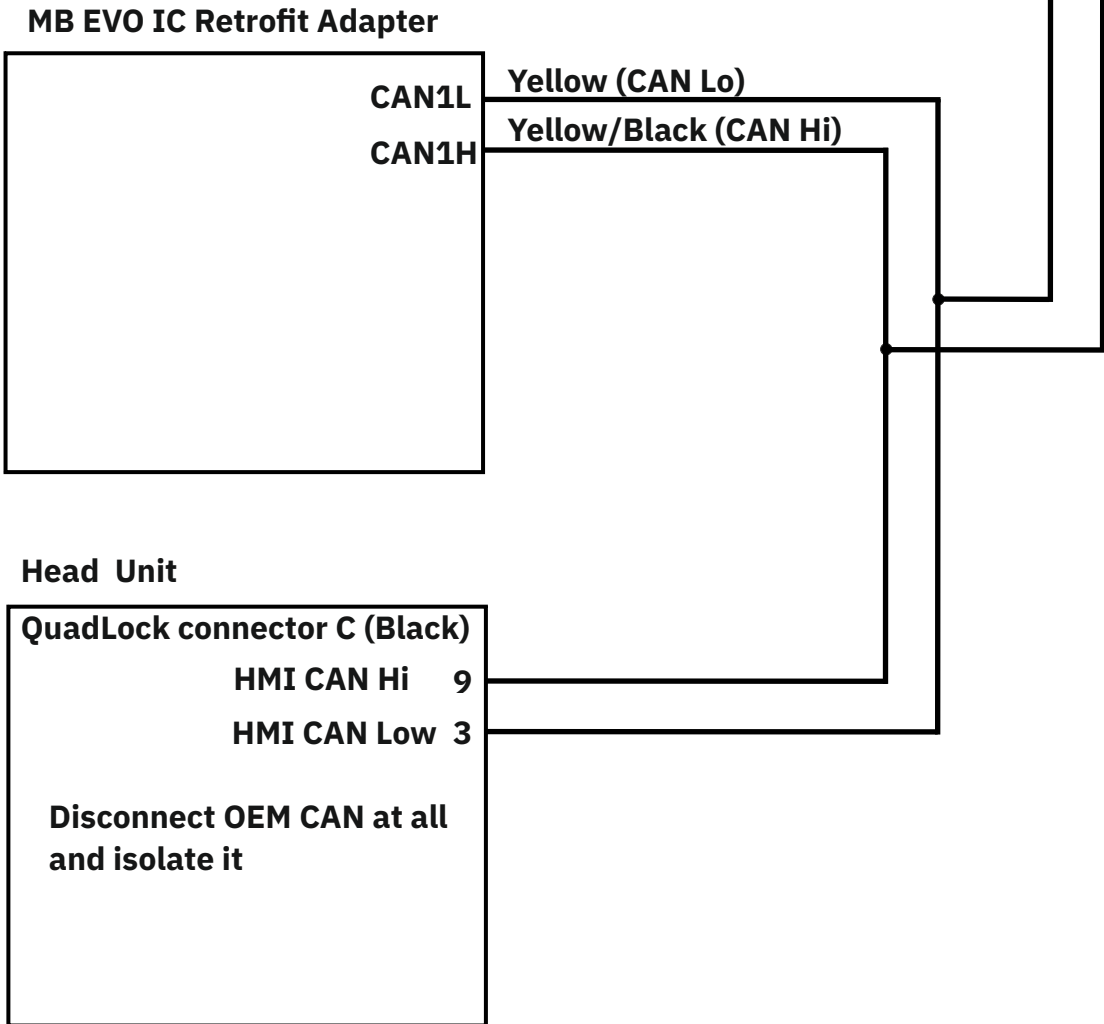 MB EVO IC Retrofit Adapter
CAN1L
Yellow (CAN Lo)
CAN1H
Yellow/Black (CAN Hi)
Head Unit
QuadLock connector C (Black)
HMI CAN Hi 9
HMI CAN Low 3
Disconnect OEM CAN at all
and isolate it